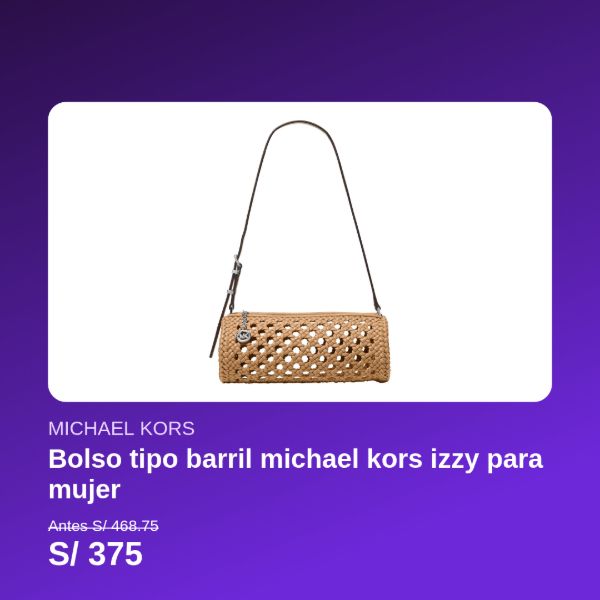 MICHAEL KORS
Bolso tipo barril michael kors izzy para
mujer
Antes S/ 468.75
S/ 375